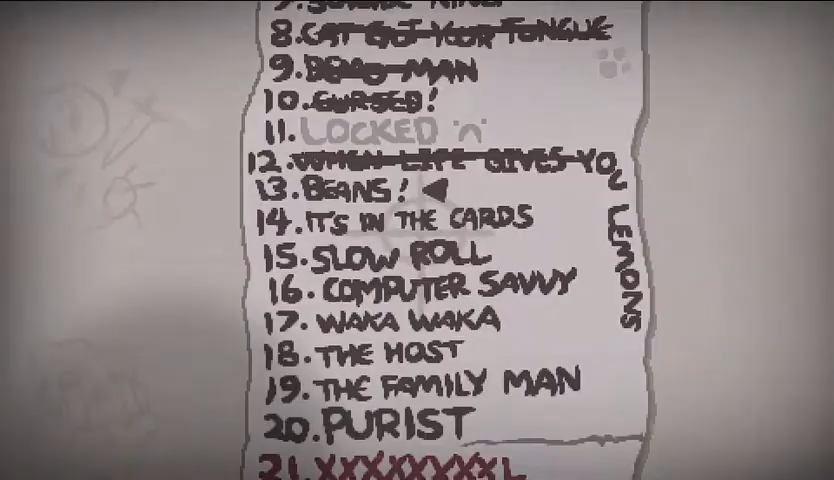 8. CAT GOT YOUR TONGUE
9. DEMO MAN
10. CURSED!
11. LOCKED 'n'
12. WHEN LIFE GIVES YOU LEMONS
13. BEANS!
14. IT'S IN THE CARDS
15. SLOW ROLL
16. COMPUTER SAVVY
17. WAKA WAKA
18. THE HOST
19. THE FAMILY MAN
20. PURIST
21. XXXXXXXXL